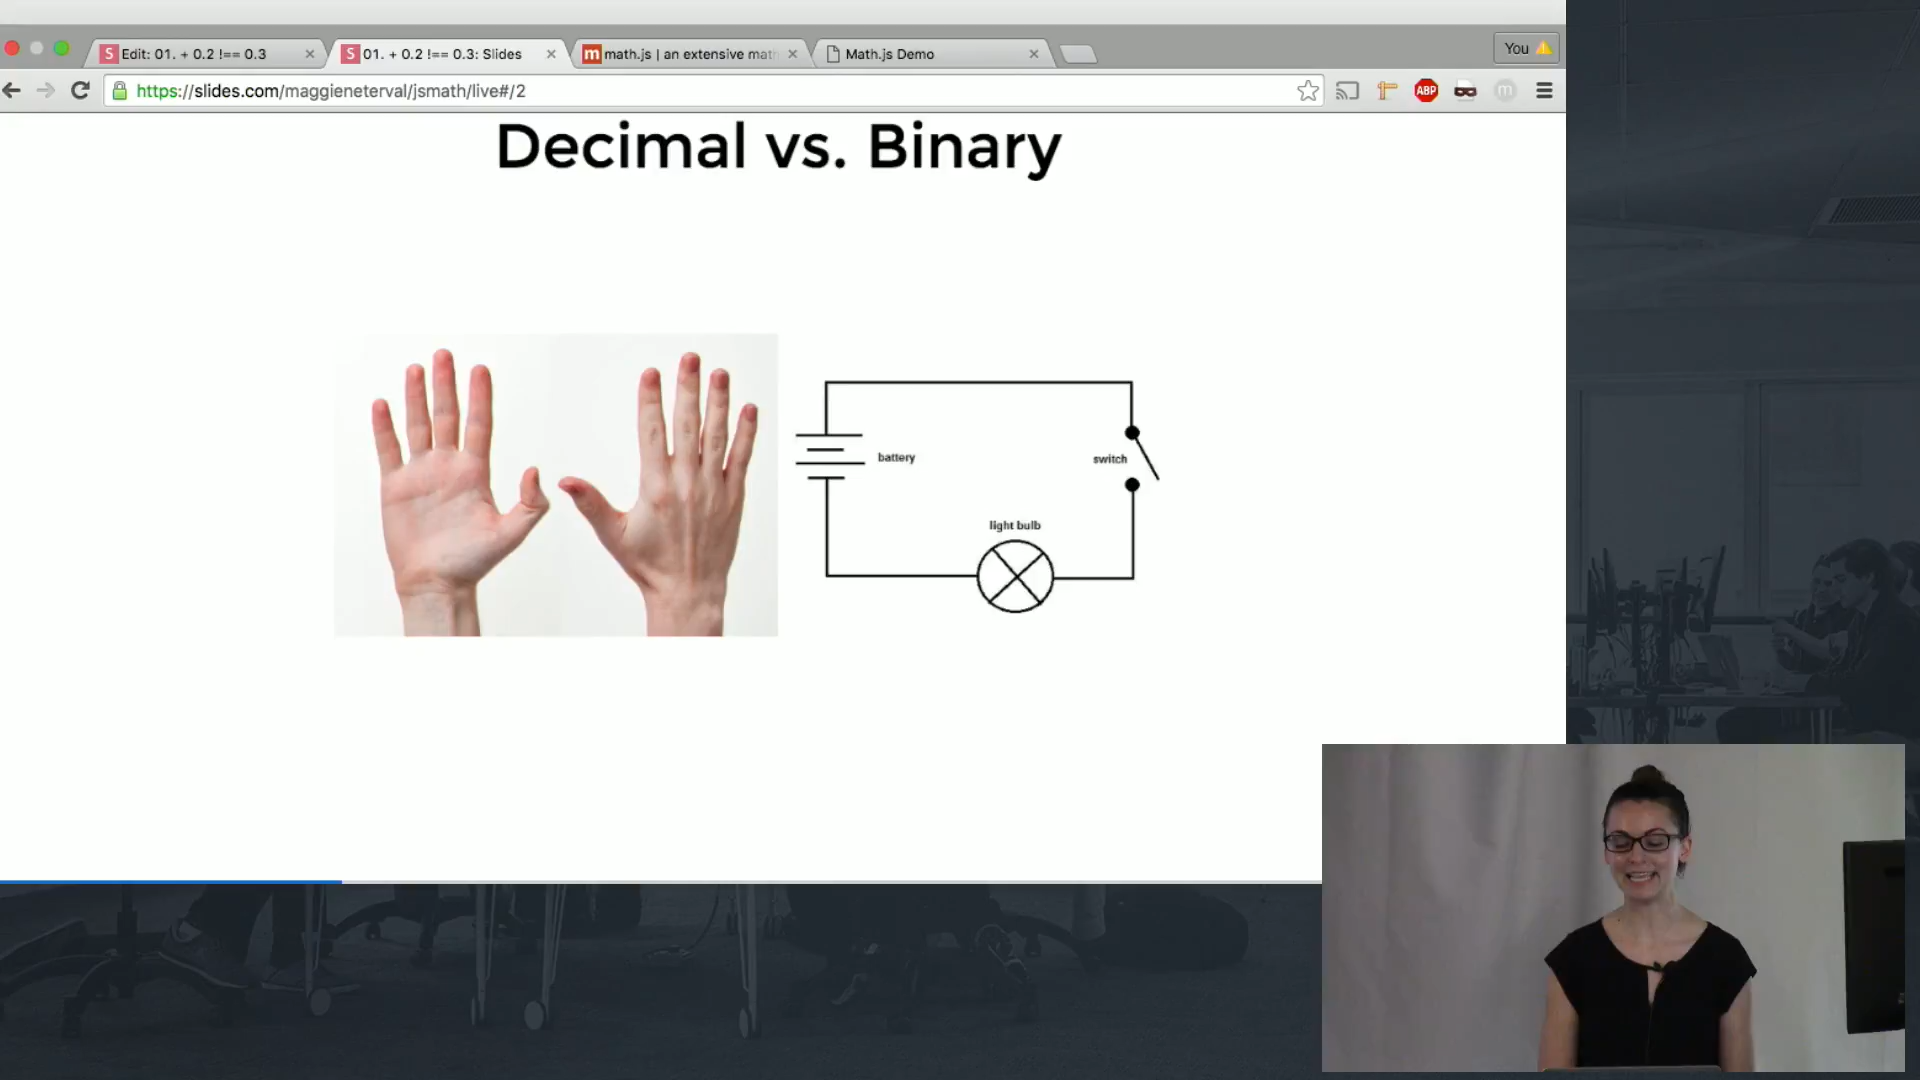 Edit: 01. + 0.2 !== 0.3
01. + 0.2 !== 0.3: Slides
math.js | an extensive mat
Math.js Demo
You
https://slides.com/maggieneterval/jsmath/live#/2
ABP
m
Decimal vs. Binary
battery
switch
light bulb